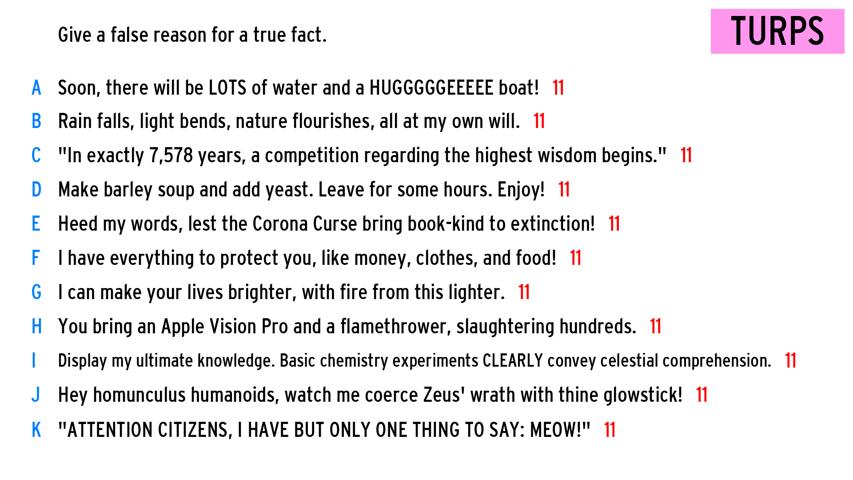 Give a false reason for a true fact.
TURPS
A Soon, there will be LOTS of water and a HUGGGGGEEEEE boat! 11
B Rain falls, light bends, nature flourishes, all at my own will. 11
C "In exactly 7,578 years, a competition regarding the highest wisdom begins." 11
D Make barley soup and add yeast. Leave for some hours. Enjoy! 11
E Heed my words, lest the Corona Curse bring book-kind to extinction! 11
F I have everything to protect you, like money, clothes, and food! 11
G I can make your lives brighter, with fire from this lighter. 11
H You bring an Apple Vision Pro and a flamethrower, slaughtering hundreds. 11
I Display my ultimate knowledge. Basic chemistry experiments CLEARLY convey celestial comprehension. 11
J Hey homunculus humanoids, watch me coerce Zeus' wrath with thine glowstick! 11
K "ATTENTION CITIZENS, I HAVE BUT ONLY ONE THING TO SAY: MEOW!" 11